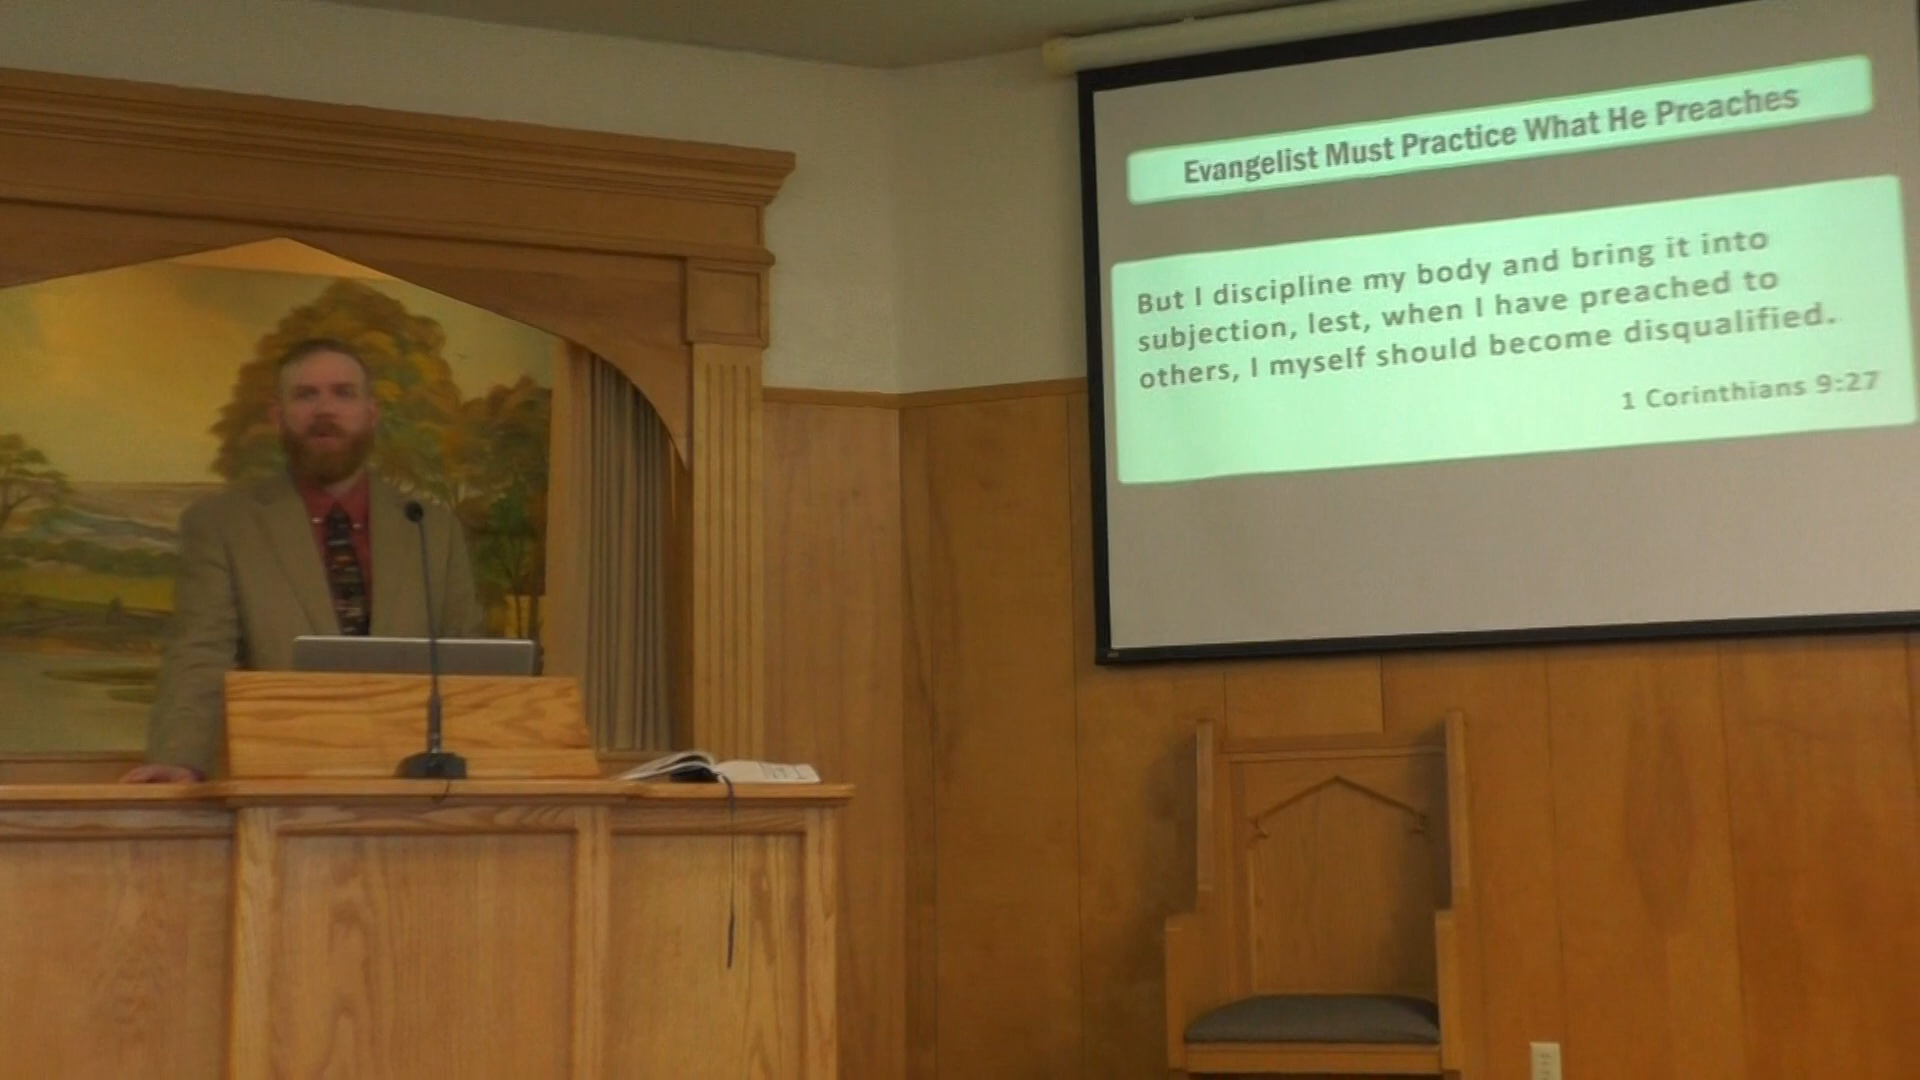 Evangelist Must Practice What He Preaches
But I discipline my body and bring it into
subjection, lest, when I have preached to
others, I myself should become disqualified.
1 Corinthians 9:27